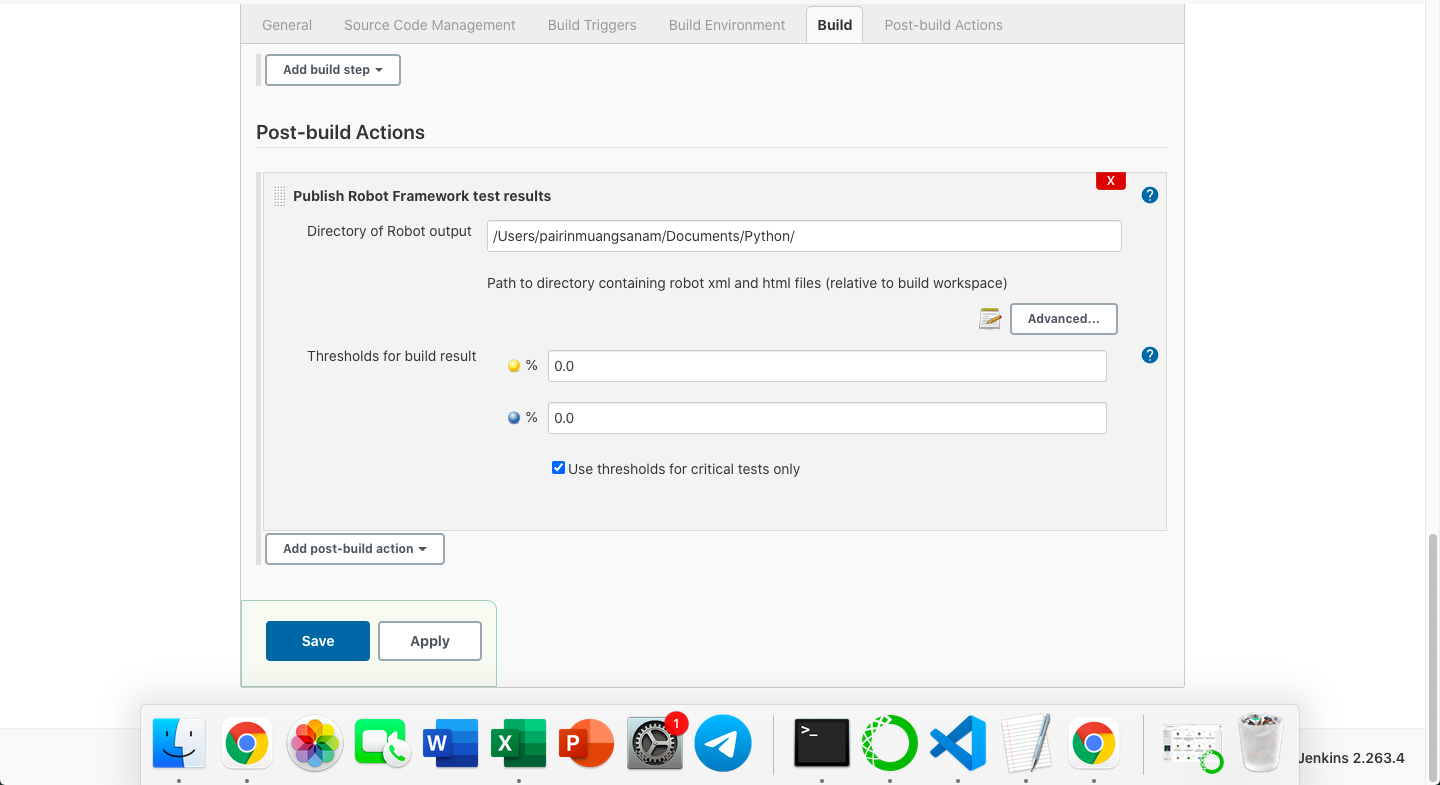 General Source Code Management Build Triggers Build Environment Build Post-build Actions
Add build step
Post-build Actions
X
Publish Robot Framework test results ?
Directory of Robot output /Users/pairinmuangsanam/Documents/Python/
Path to directory containing robot xml and html files (relative to build workspace)
Advanced...
Thresholds for build result ?
% 0.0
% 0.0
Use thresholds for critical tests only
Add post-build action
Save Apply
W X P 1 >_
Jenkins 2.263.4